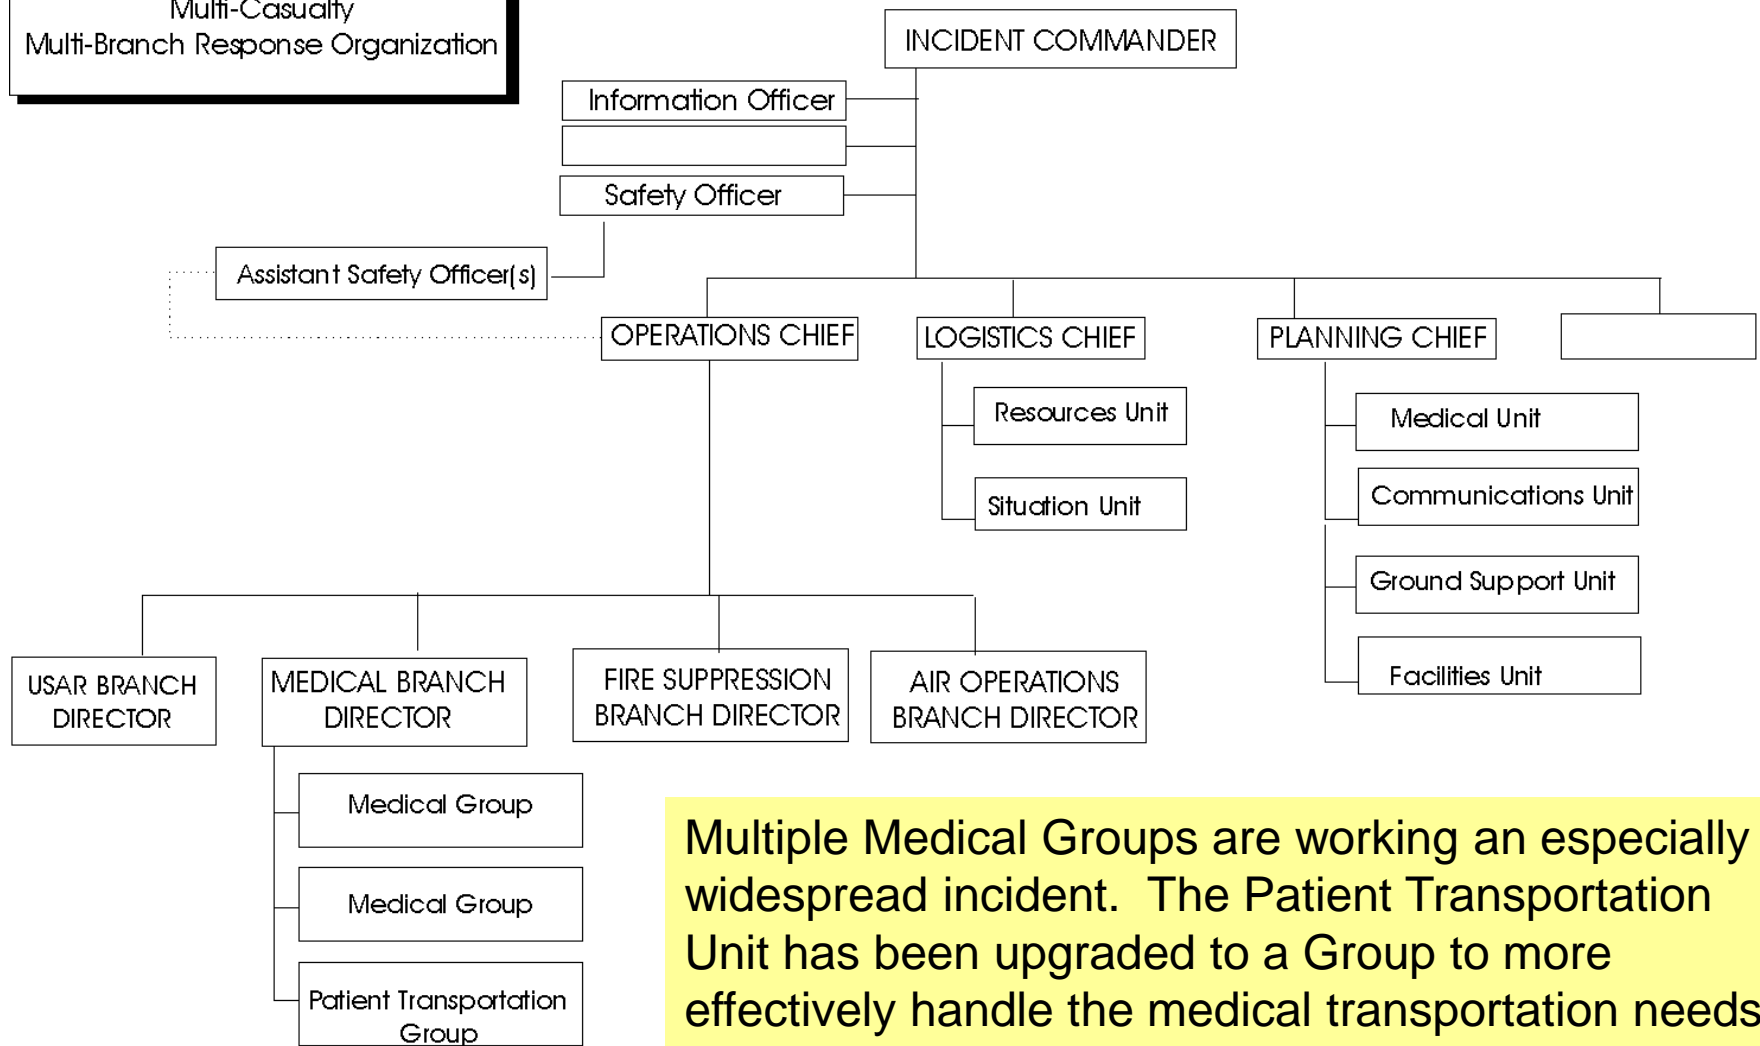 Multi-Casualty
Multi-Branch Response Organization
INCIDENT COMMANDER
Information Officer
Safety Officer
Assistant Safety Officer(s)
OPERATIONS CHIEF
LOGISTICS CHIEF
PLANNING CHIEF
Resources Unit
Situation Unit
Medical Unit
Communications Unit
Ground Support Unit
Facilities Unit
USAR BRANCH
DIRECTOR
MEDICAL BRANCH
DIRECTOR
FIRE SUPPRESSION
BRANCH DIRECTOR
AIR OPERATIONS
BRANCH DIRECTOR
Medical Group
Medical Group
Patient Transportation
Group
Multiple Medical Groups are working an especially
widespread incident. The Patient Transportation
Unit has been upgraded to a Group to more
effectively handle the medical transportation needs